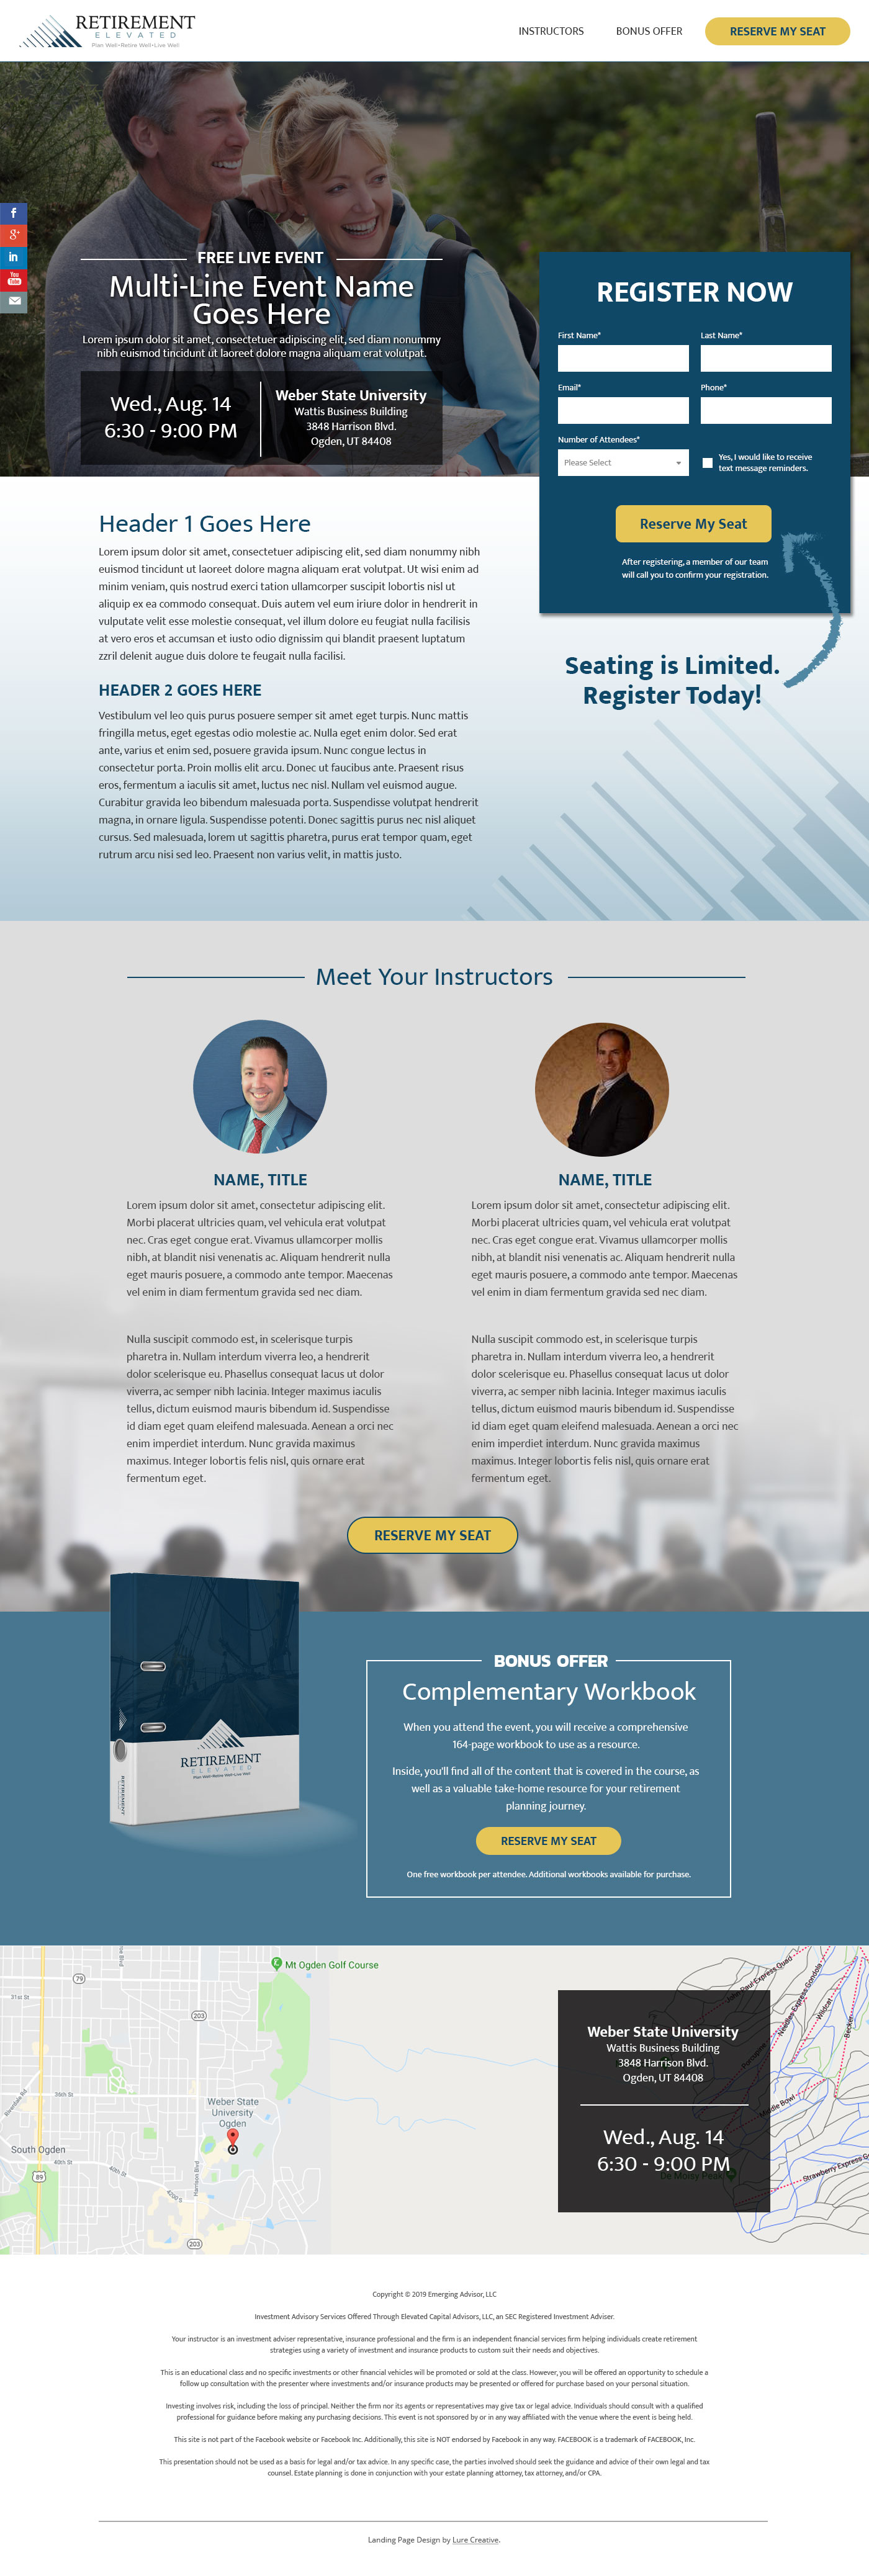 RETIREMENT
ELEVATED
Plan Well•Retire Well•Live Well
INSTRUCTORS
BONUS OFFER
RESERVE MY SEAT
f
g+
in
You
Tube
FREE LIVE EVENT
Multi-Line Event Name
Goes Here
Lorem ipsum dolor sit amet, consectetuer adipiscing elit, sed diam nonummy
nibh euismod tincidunt ut laoreet dolore magna aliquam erat volutpat.
Wed., Aug. 14
6:30 - 9:00 PM
Weber State University
Wattis Business Building
3848 Harrison Blvd.
Ogden, UT 84408
REGISTER NOW
First Name*
Last Name*
Email*
Phone*
Number of Attendees*
Please Select
Yes, I would like to receive
text message reminders.
Reserve My Seat
After registering, a member of our team
will call you to confirm your registration.
Seating is Limited.
Register Today!
Header 1 Goes Here
Lorem ipsum dolor sit amet, consectetuer adipiscing elit, sed diam nonummy nibh
euismod tincidunt ut laoreet dolore magna aliquam erat volutpat. Ut wisi enim ad
minim veniam, quis nostrud exerci tation ullamcorper suscipit lobortis nisl ut
aliquip ex ea commodo consequat. Duis autem vel eum iriure dolor in hendrerit in
vulputate velit esse molestie consequat, vel illum dolore eu feugiat nulla facilisis
at vero eros et accumsan et iusto odio dignissim qui blandit praesent luptatum
zzril delenit augue duis dolore te feugait nulla facilisi.
HEADER 2 GOES HERE
Vestibulum vel leo quis purus posuere semper sit amet eget turpis. Nunc mattis
fringilla metus, eget egestas odio molestie ac. Nulla eget enim dolor. Sed erat
ante, varius et enim sed, posuere gravida ipsum. Nunc congue lectus in
consectetur porta. Proin mollis elit arcu. Donec ut faucibus ante. Praesent risus
eros, fermentum a iaculis sit amet, luctus nec nisl. Nullam vel euismod augue.
Curabitur gravida leo bibendum malesuada porta. Suspendisse volutpat hendrerit
magna, in ornare ligula. Suspendisse potenti. Donec sagittis purus nec nisl aliquet
cursus. Sed malesuada, lorem ut sagittis pharetra, purus erat tempor quam, eget
rutrum arcu nisi sed leo. Praesent non varius velit, in mattis justo.
Meet Your Instructors
NAME, TITLE
Lorem ipsum dolor sit amet, consectetur adipiscing elit.
Morbi placerat ultricies quam, vel vehicula erat volutpat
nec. Cras eget congue erat. Vivamus ullamcorper mollis
nibh, at blandit nisi venenatis ac. Aliquam hendrerit nulla
eget mauris posuere, a commodo ante tempor. Maecenas
vel enim in diam fermentum gravida sed nec diam.
Nulla suscipit commodo est, in scelerisque turpis
pharetra in. Nullam interdum viverra leo, a hendrerit
dolor scelerisque eu. Phasellus consequat lacus ut dolor
viverra, ac semper nibh lacinia. Integer maximus iaculis
tellus, dictum euismod mauris bibendum id. Suspendisse
id diam eget quam eleifend malesuada. Aenean a orci nec
enim imperdiet interdum. Nunc gravida maximus
maximus. Integer lobortis felis nisl, quis ornare erat
fermentum eget.
NAME, TITLE
Lorem ipsum dolor sit amet, consectetur adipiscing elit.
Morbi placerat ultricies quam, vel vehicula erat volutpat
nec. Cras eget congue erat. Vivamus ullamcorper mollis
nibh, at blandit nisi venenatis ac. Aliquam hendrerit nulla
eget mauris posuere, a commodo ante tempor. Maecenas
vel enim in diam fermentum gravida sed nec diam.
Nulla suscipit commodo est, in scelerisque turpis
pharetra in. Nullam interdum viverra leo, a hendrerit
dolor scelerisque eu. Phasellus consequat lacus ut dolor
viverra, ac semper nibh lacinia. Integer maximus iaculis
tellus, dictum euismod mauris bibendum id. Suspendisse
id diam eget quam eleifend malesuada. Aenean a orci nec
enim imperdiet interdum. Nunc gravida maximus
maximus. Integer lobortis felis nisl, quis ornare erat
fermentum eget.
RESERVE MY SEAT
RETIREMENT
ELEVATED
Plan Well•Retire Well•Live Well
RETIREMENT
BONUS OFFER
Complementary Workbook
When you attend the event, you will receive a comprehensive
164-page workbook to use as a resource.
Inside, you'll find all of the content that is covered in the course, as
well as a valuable take-home resource for your retirement
planning journey.
RESERVE MY SEAT
One free workbook per attendee. Additional workbooks available for purchase.
Mt Ogden Golf Course
79
31st St
203
36th St
Riverdale Rd
Weber State
University
Ogden
South Ogden
40th St
40th St
89
4200 S
Harrison Blvd
203
Paul Express Quad
Needles Express Gondola
Wildcat
Becker
Porcupine
Middle Bowl
Strawberry Express G
De Moisy Peak
Weber State University
Wattis Business Building
3848 Harrison Blvd.
Ogden, UT 84408
Wed., Aug. 14
6:30 - 9:00 PM
Copyright © 2019 Emerging Advisor, LLC
Investment Advisory Services Offered Through Elevated Capital Advisors, LLC, an SEC Registered Investment Adviser.
Your instructor is an investment adviser representative, insurance professional and the firm is an independent financial services firm helping individuals create retirement
strategies using a variety of investment and insurance products to custom suit their needs and objectives.
This is an educational class and no specific investments or other financial vehicles will be promoted or sold at the class. However, you will be offered an opportunity to schedule a
follow up consultation with the presenter where investments and/or insurance products may be presented or offered for purchase based on your personal situation.
Investing involves risk, including the loss of principal. Neither the firm nor its agents or representatives may give tax or legal advice. Individuals should consult with a qualified
professional for guidance before making any purchasing decisions. This event is not sponsored by or in any way affiliated with the venue where the event is being held.
This site is not part of the Facebook website or Facebook Inc. Additionally, this site is NOT endorsed by Facebook in any way. FACEBOOK is a trademark of FACEBOOK, Inc.
This presentation should not be used as a basis for legal and/or tax advice. In any specific case, the parties involved should seek the guidance and advice of their own legal and tax
counsel. Estate planning is done in conjunction with your estate planning attorney, tax attorney, and/or CPA.
Landing Page Design by Lure Creative.